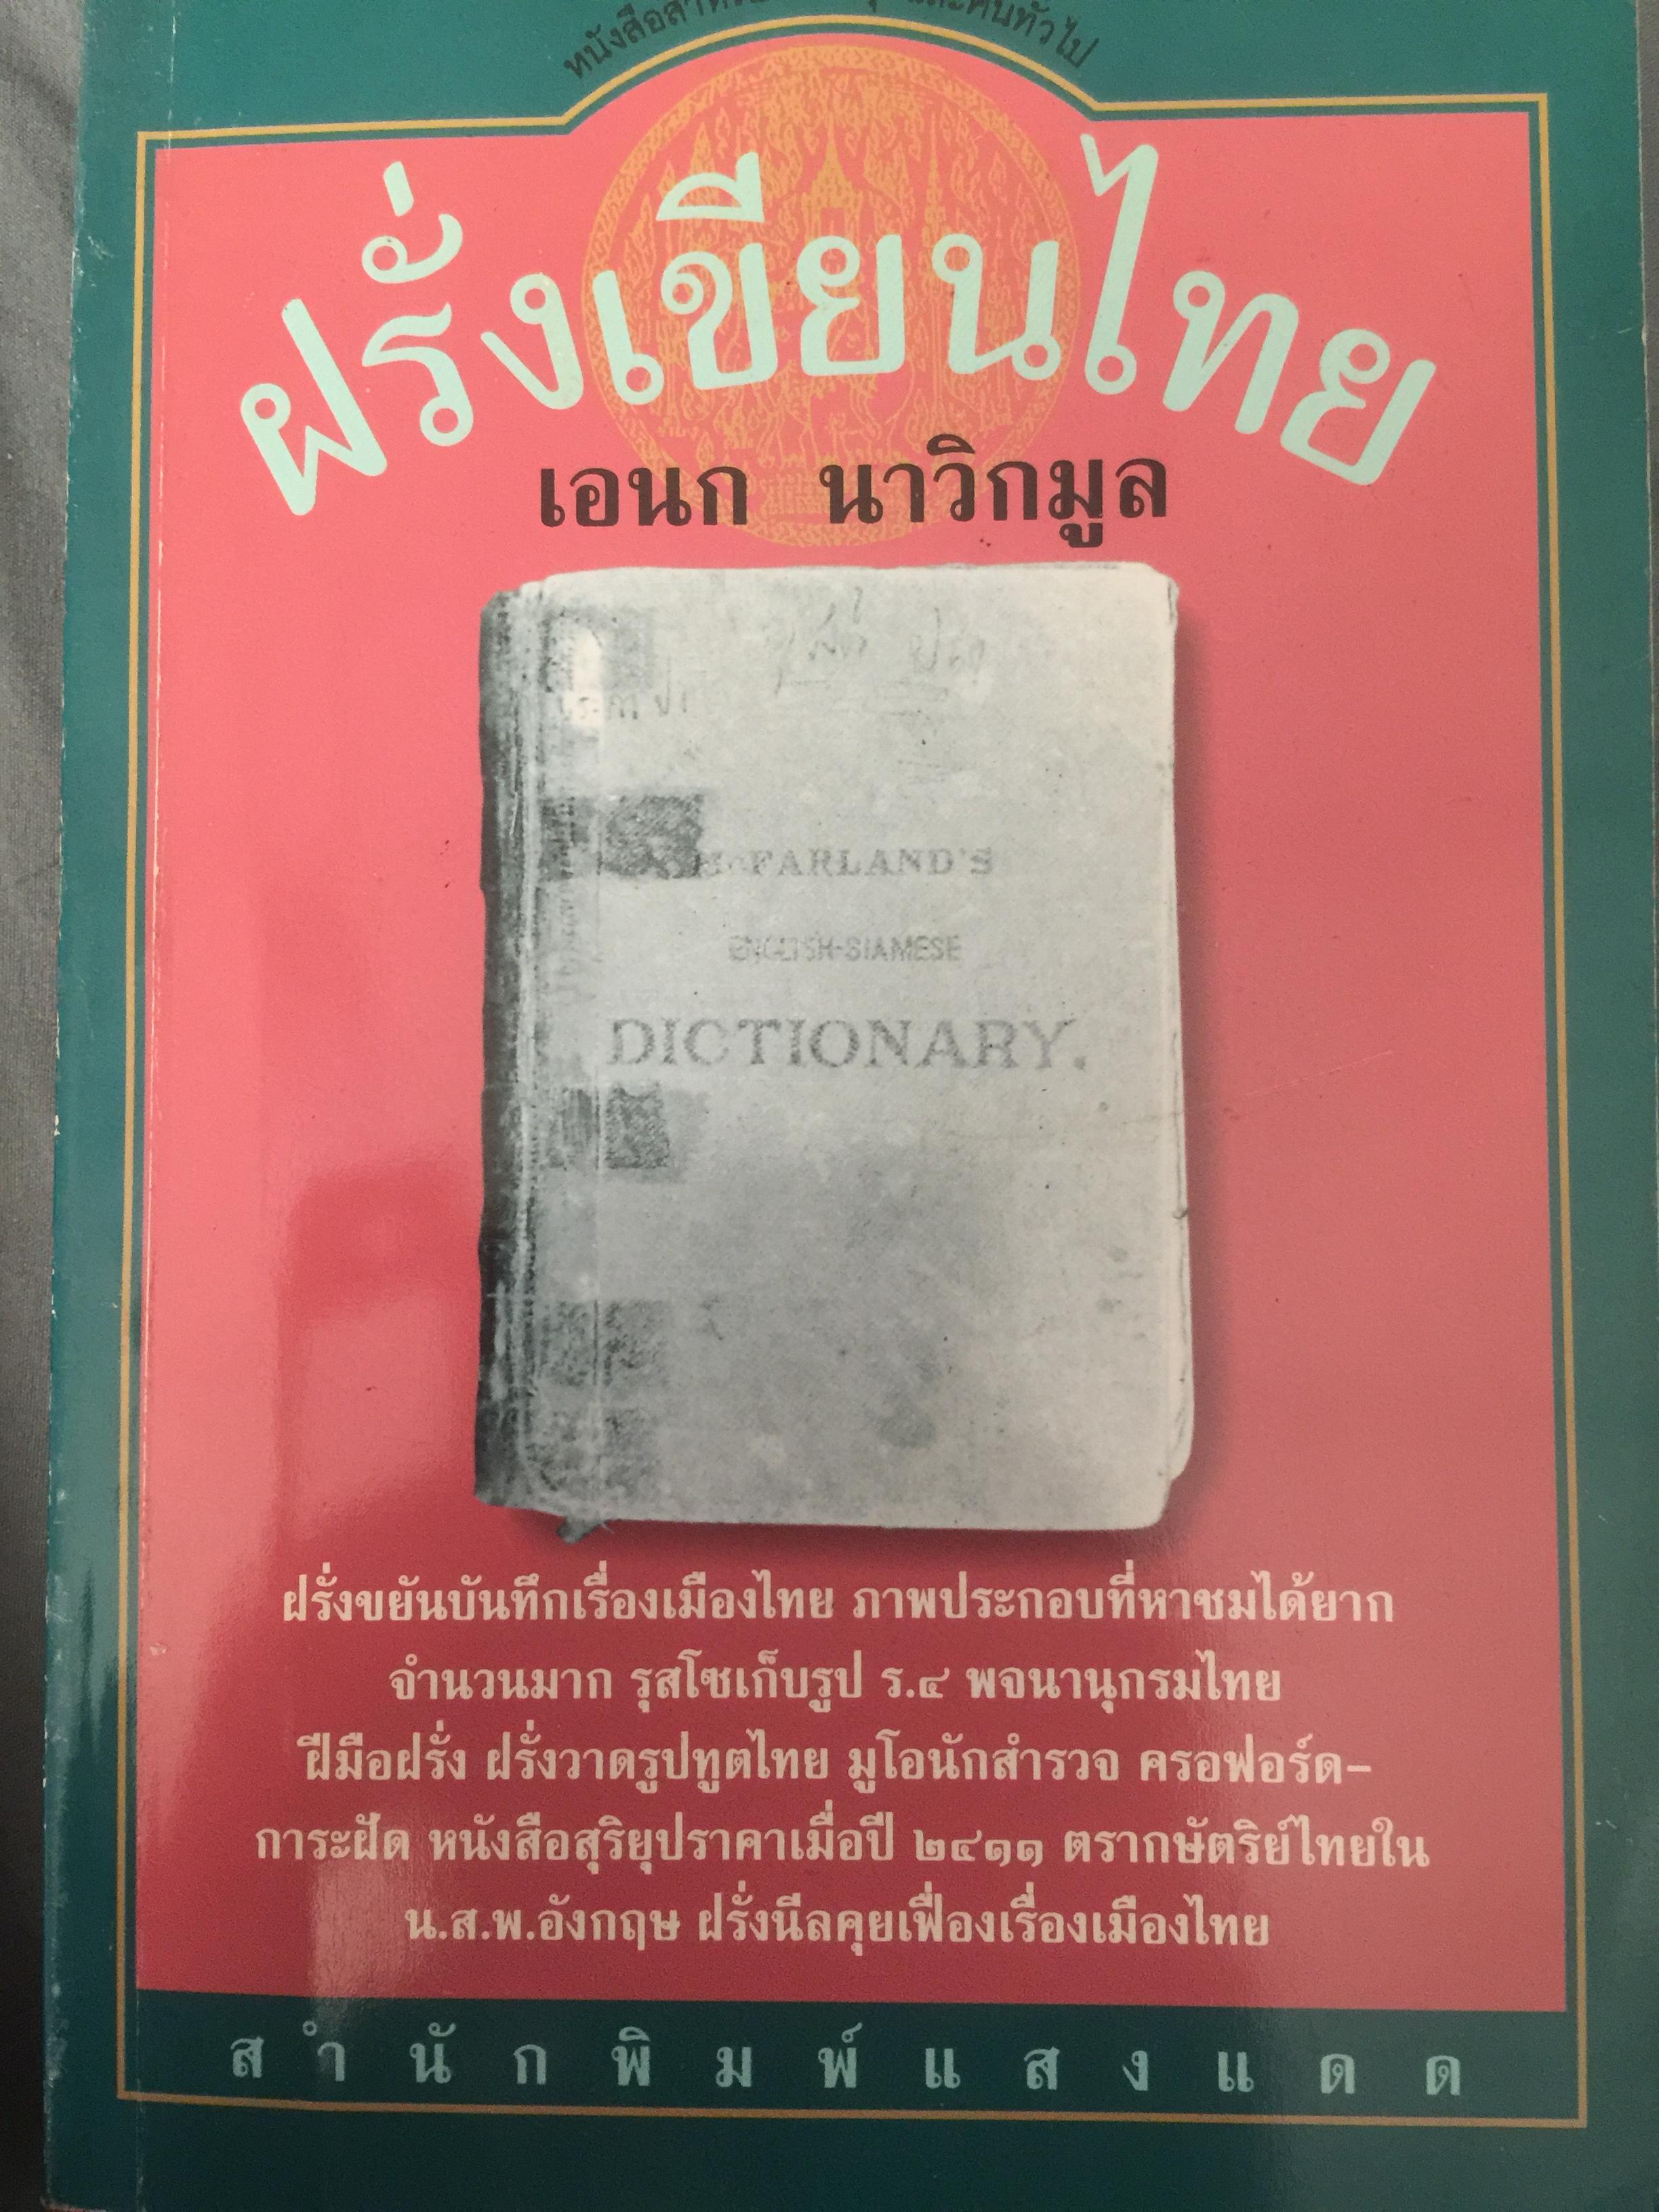 ฝรั่งเขียนไทย
เอนก นาวิกมูล
McFARLAND'S
ENGLISH-SIAMESE
DICTIONARY.
ฝรั่งขยันบันทึกเรื่องเมืองไทย ภาพประกอบที่หาชมได้ยาก
จำนวนมาก รุสโซเก็บรูป ร.๔ พจนานุกรมไทย
ฝีมือฝรั่ง ฝรั่งวาดรูปทูตไทย มูโอนักสำรวจ ครอฟอร์ด-
การะฝัด หนังสือสุริยุปราคาเมื่อปี ๒๔๑๑ ตรากษัตริย์ไทยใน
น.ส.พ.อังกฤษ ฝรั่งนีลคุยเฟื่องเรื่องเมืองไทย
สำนักพิมพ์แสงแดด